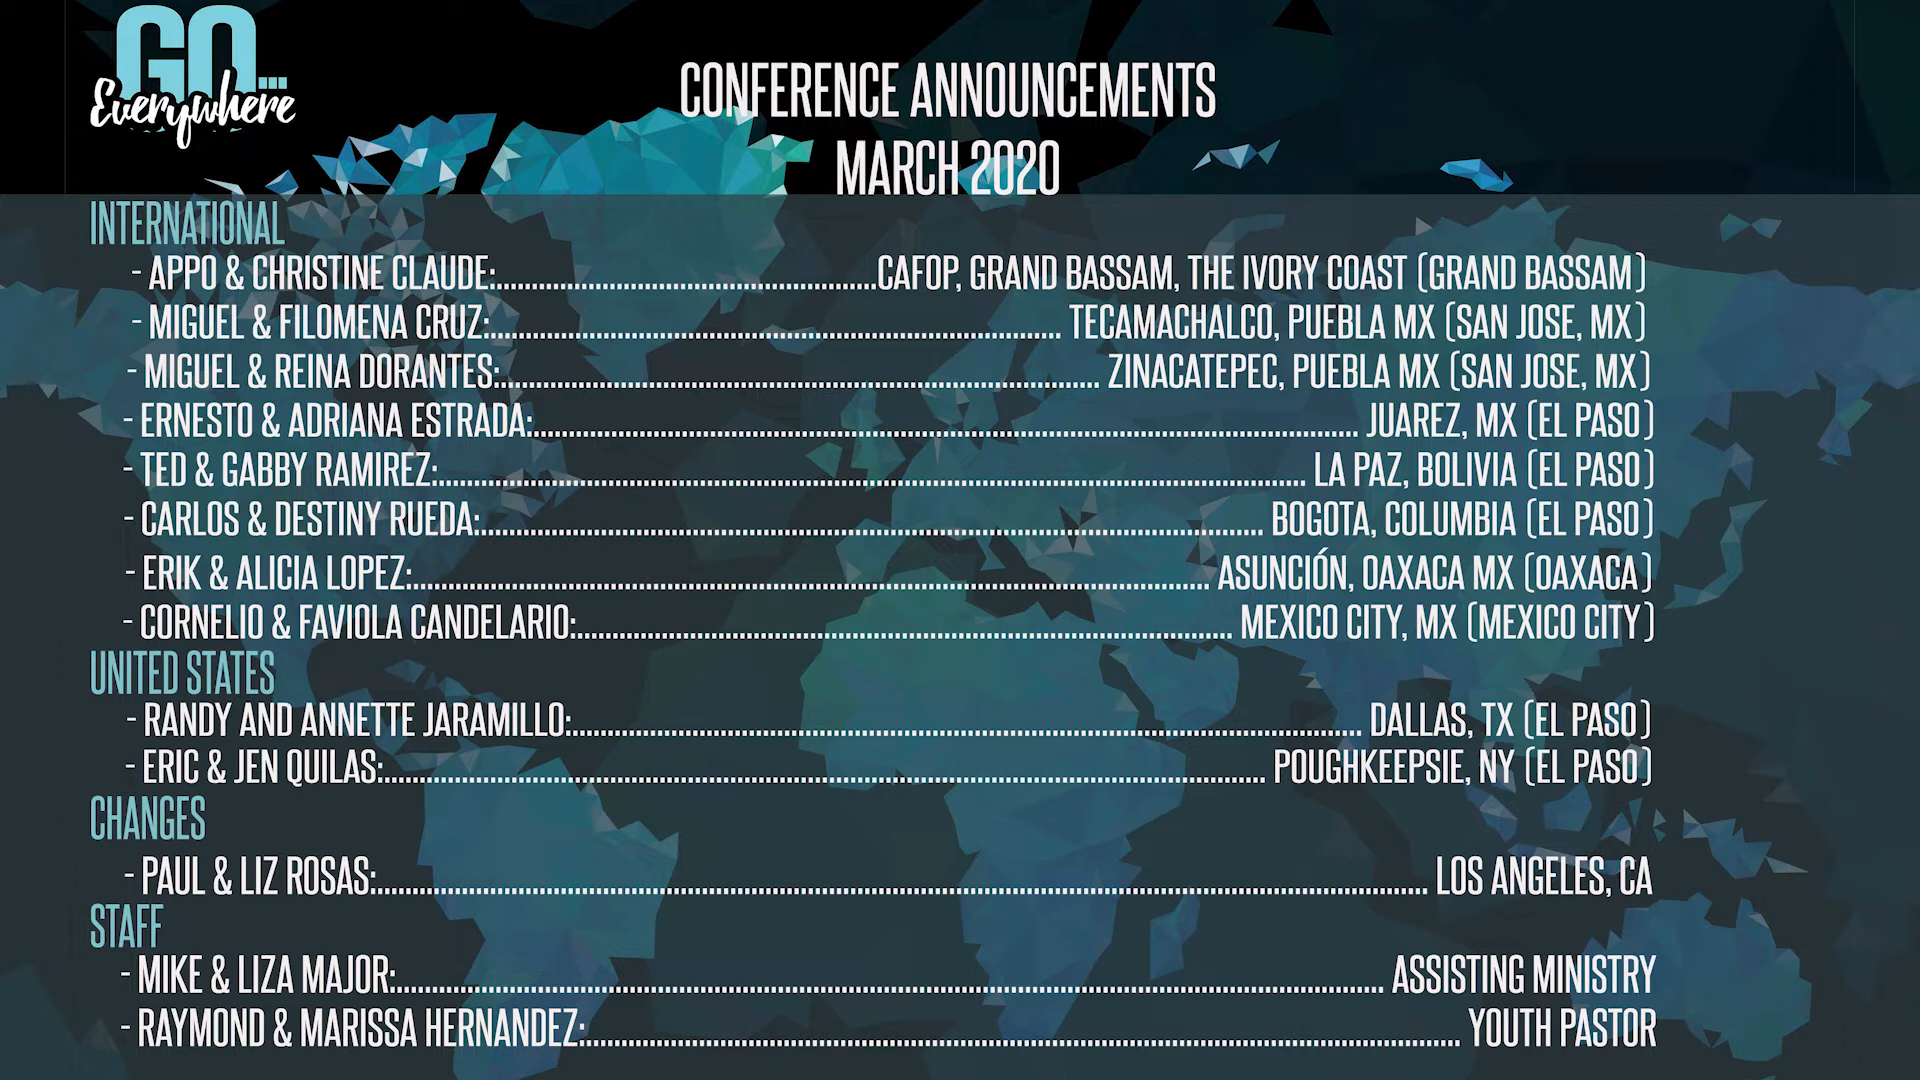 GO...
Everywhere
CONFERENCE ANNOUNCEMENTS
MARCH 2020
INTERNATIONAL
- APPO & CHRISTINE CLAUDE:......................................................CAFOP, GRAND BASSAM, THE IVORY COAST (GRAND BASSAM)
- MIGUEL & FILOMENA CRUZ:................................................................................ TECAMACHALCO, PUEBLA MX (SAN JOSE, MX)
- MIGUEL & REINA DORANTES:..................................................................................... ZINACATEPEC, PUEBLA MX (SAN JOSE, MX)
- ERNESTO & ADRIANA ESTRADA:..................................................................................................................... JUAREZ, MX (EL PASO)
- TED & GABBY RAMIREZ:.......................................................................................................................... LA PAZ, BOLIVIA (EL PASO)
- CARLOS & DESTINY RUEDA:.............................................................................................................. BOGOTA, COLUMBIA (EL PASO)
- ERIK & ALICIA LOPEZ:................................................................................................................ ASUNCIÓN, OAXACA MX (OAXACA)
- CORNELIO & FAVIOLA CANDELARIO:............................................................................................ MEXICO CITY, MX (MEXICO CITY)
UNITED STATES
- RANDY AND ANNETTE JARAMILLO:................................................................................................................ DALLAS, TX (EL PASO)
- ERIC & JEN QUILAS:............................................................................................................................ POUGHKEEPSIE, NY (EL PASO)
CHANGES
- PAUL & LIZ ROSAS:.................................................................................................................................................... LOS ANGELES, CA
STAFF
- MIKE & LIZA MAJOR:........................................................................................................................................... ASSISTING MINISTRY
- RAYMOND & MARISSA HERNANDEZ:........................................................................................................................... YOUTH PASTOR